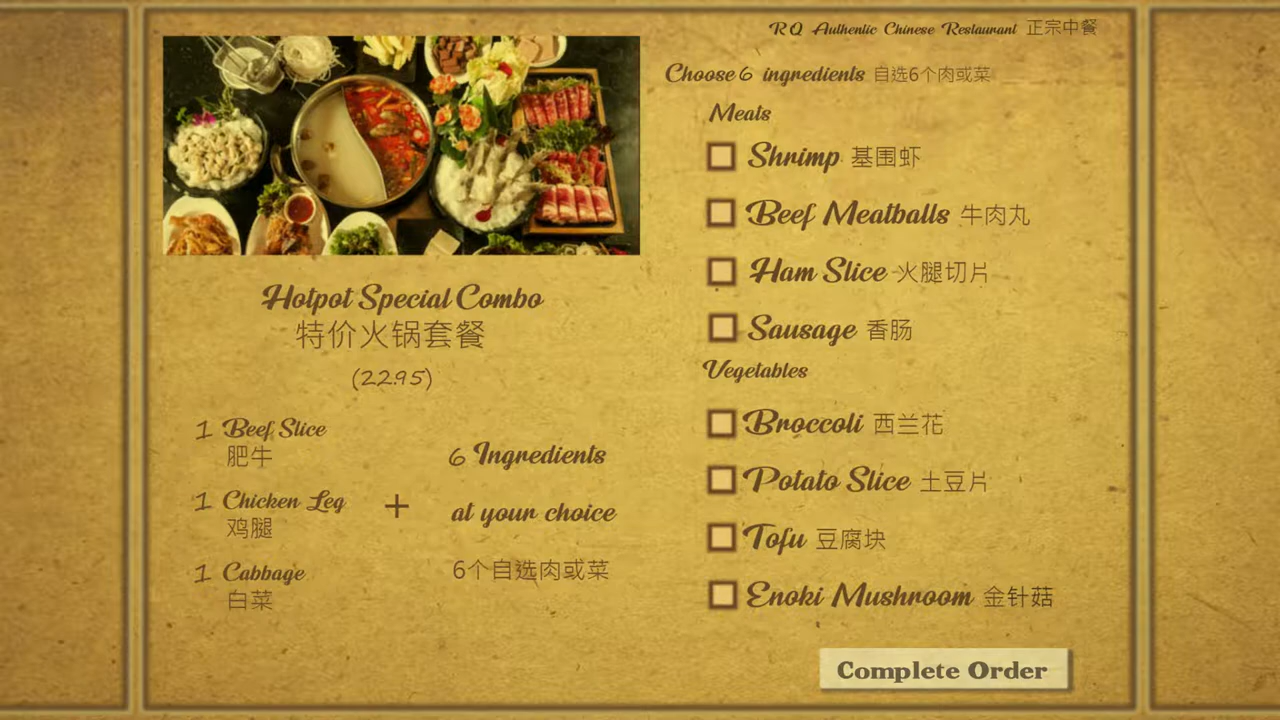 RQ Authentic Chinese Restaurant 正宗中餐
Hotpot Special Combo
特价火锅套餐
(22.95)
1 Beef Slice
肥牛
1 Chicken Leg
鸡腿
1 Cabbage
白菜
+
6 Ingredients
at your choice
6个自选肉或菜
Choose 6 ingredients 自选6个肉或菜
Meats
Shrimp 基围虾
Beef Meatballs 牛肉丸
Ham Slice 火腿切片
Sausage 香肠
Vegetables
Broccoli 西兰花
Potato Slice 土豆片
Tofu 豆腐块
Enoki Mushroom 金针菇
Complete Order